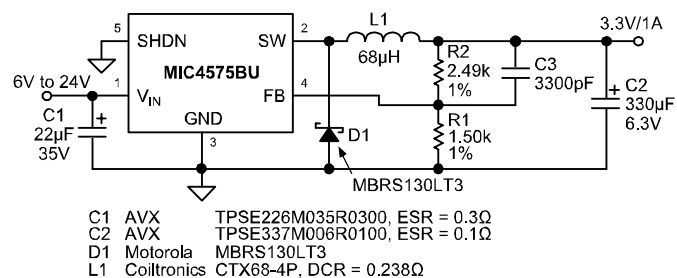 L1
3.3V/1A
5
SHDN
SW
2
68µH
R2
2.49k
1%
C3
3300pF
MIC4575BU
6V to 24V
1
VIN
FB
4
C2
330µF
6.3V
+
C1
22µF
35V
+
GND
3
D1
R1
1.50k
1%
MBRS130LT3
C1 AVX TPSE226M035R0300, ESR = 0.3Ω
C2 AVX TPSE337M006R0100, ESR = 0.1Ω
D1 Motorola MBRS130LT3
L1 Coiltronics CTX68-4P, DCR = 0.238Ω